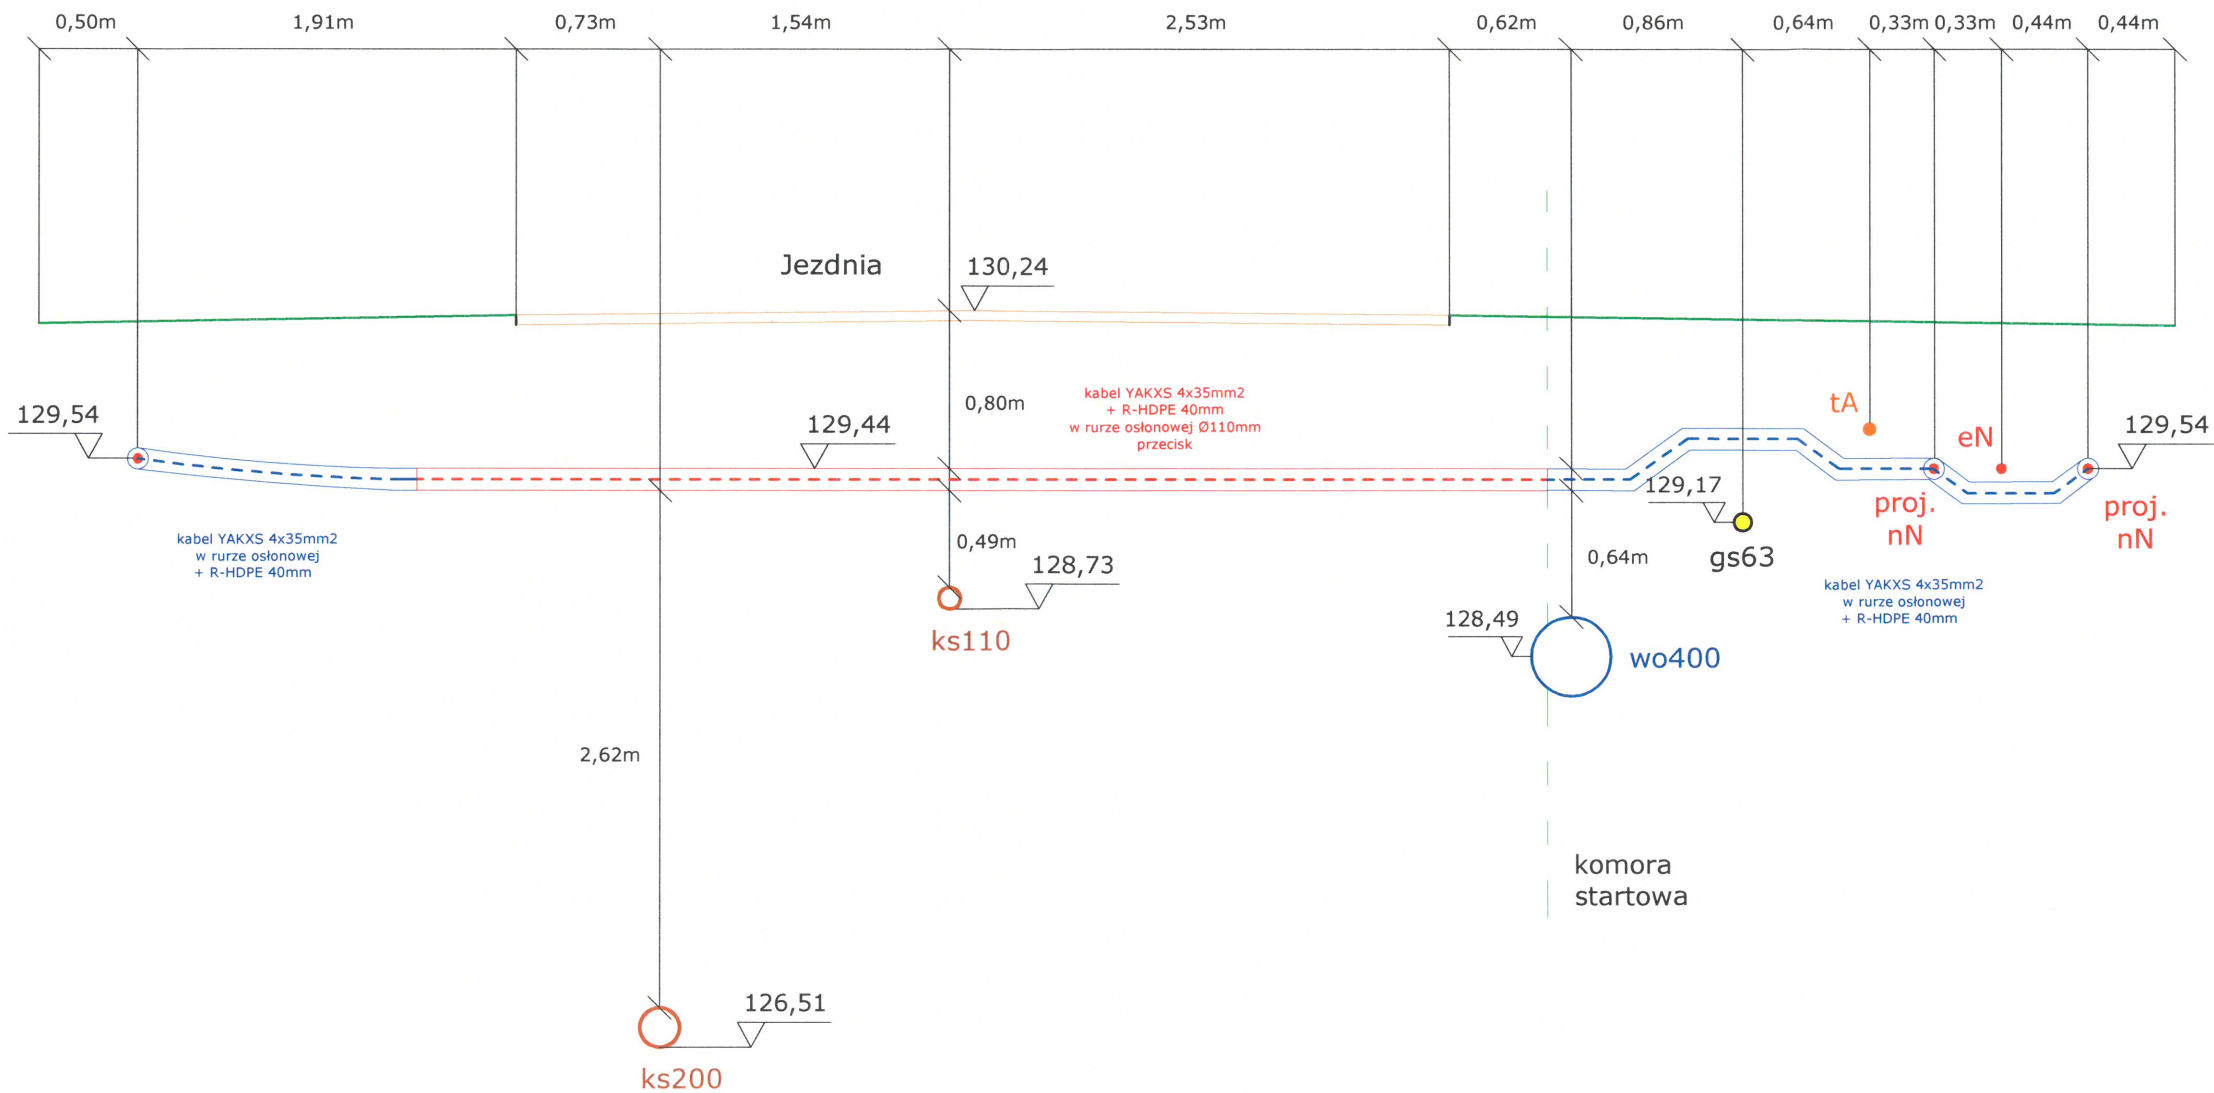 0,50m 1,91m 0,73m 1,54m 2,53m 0,62m 0,86m 0,64m 0,33m 0,33m 0,44m 0,44m
Jezdnia
130,24
129,54
129,44
0,80m
kabel YAKXS 4x35mm2
+ R-HDPE 40mm
w rurze osłonowej Ø110mm
przecisk
tA
eN
129,54
129,17
proj.
nN
proj.
nN
kabel YAKXS 4x35mm2
w rurze osłonowej
+ R-HDPE 40mm
0,49m
128,73
ks110
0,64m
gs63
kabel YAKXS 4x35mm2
w rurze osłonowej
+ R-HDPE 40mm
128,49
wo400
2,62m
komora
startowa
126,51
ks200